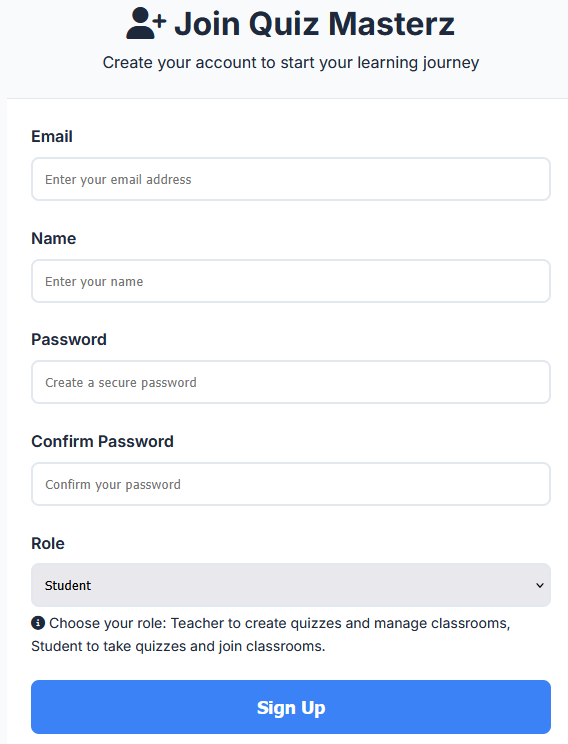 Join Quiz Masterz
Create your account to start your learning journey
Email
Enter your email address
Name
Enter your name
Password
Create a secure password
Confirm Password
Confirm your password
Role
Student
Choose your role: Teacher to create quizzes and manage classrooms,
Student to take quizzes and join classrooms.
Sign Up